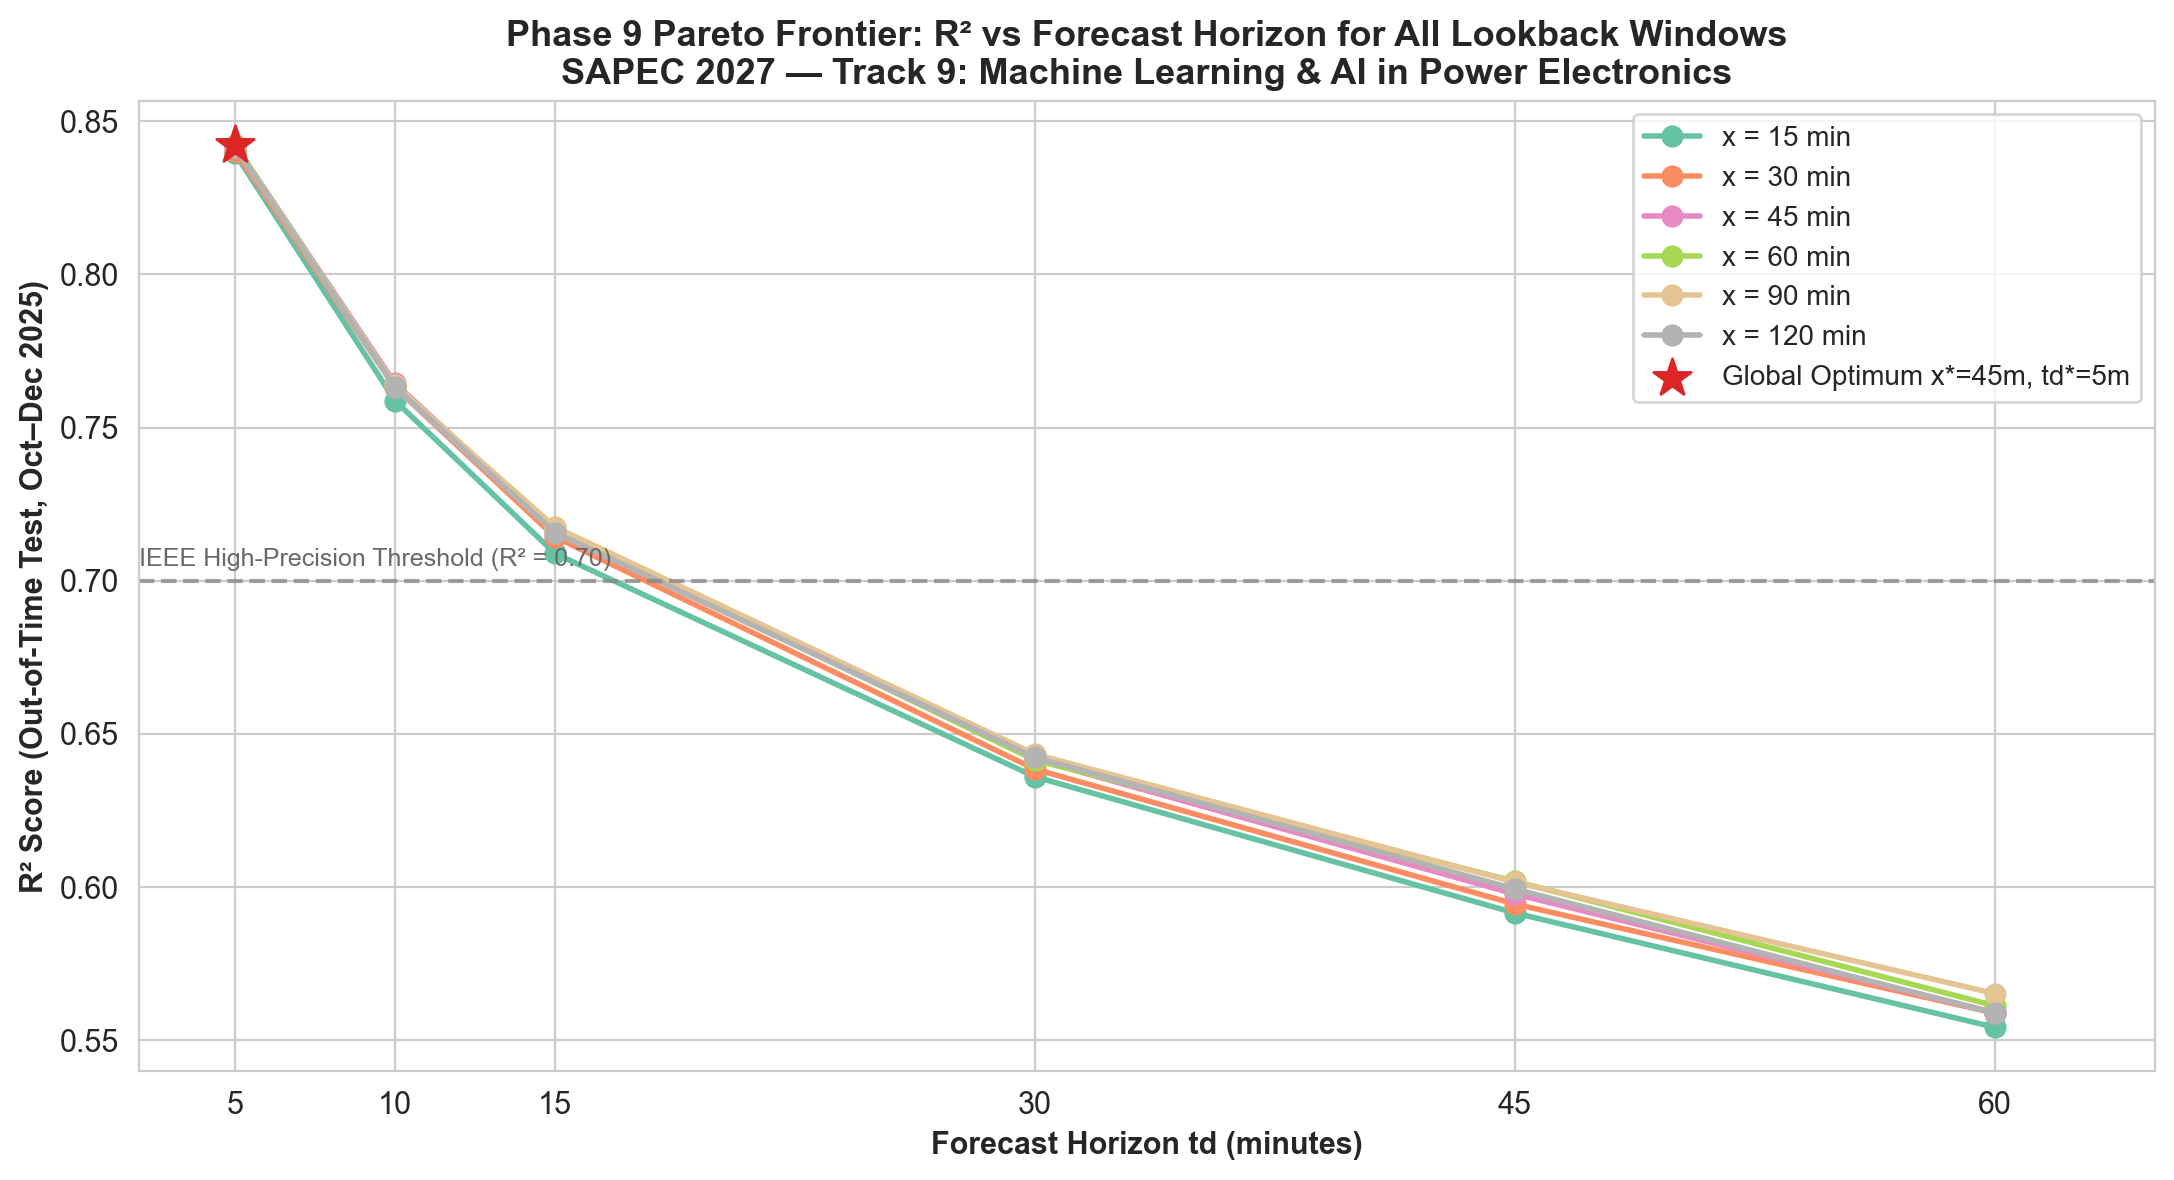 Phase 9 Pareto Frontier: R² vs Forecast Horizon for All Lookback Windows
SAPEC 2027 — Track 9: Machine Learning & AI in Power Electronics
R² Score (Out-of-Time Test, Oct–Dec 2025)
0.85
0.80
0.75
0.70
0.65
0.60
0.55
IEEE High-Precision Threshold (R² = 0.70)
x = 15 min
x = 30 min
x = 45 min
x = 60 min
x = 90 min
x = 120 min
Global Optimum x*=45m, td*=5m
5 10 15 30 45 60
Forecast Horizon td (minutes)